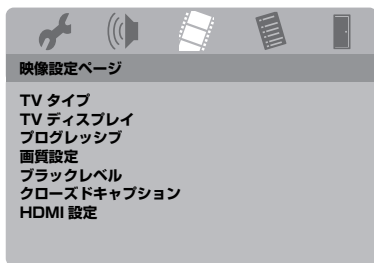 映像設定ページ
TV タイプ
TV ディスプレイ
プログレッシブ
画質設定
ブラックレベル
クローズドキャプション
HDMI 設定